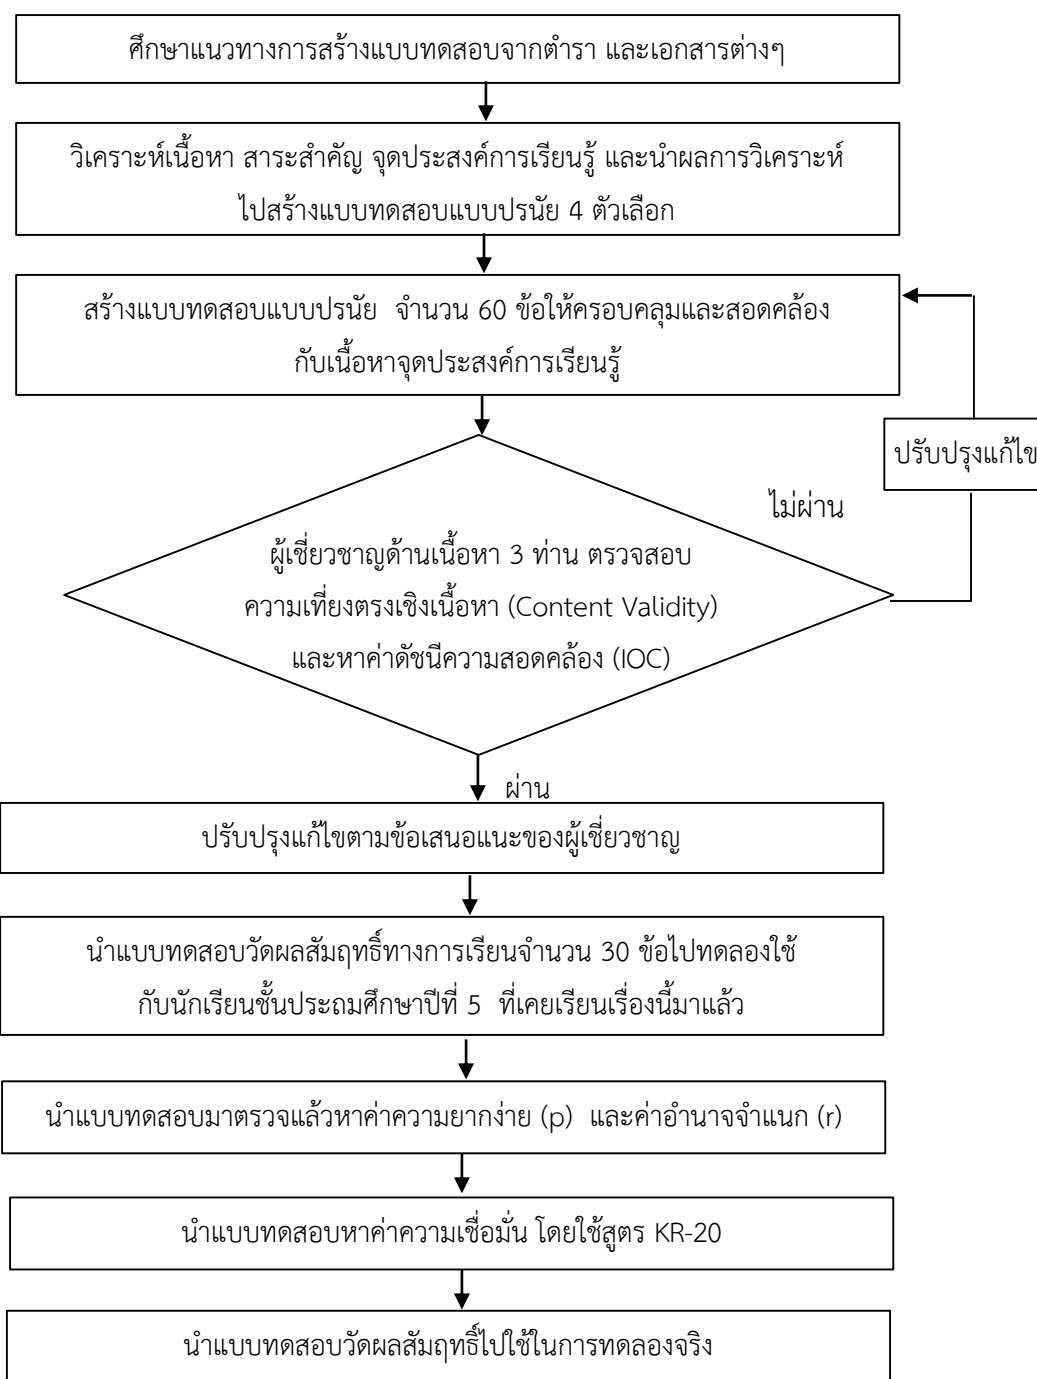 ศึกษาแนวทางการสร้างแบบทดสอบจากตำรา และเอกสารต่างๆ
วิเคราะห์เนื้อหา สาระสำคัญ จุดประสงค์การเรียนรู้ และนำผลการวิเคราะห์
ไปสร้างแบบทดสอบแบบปรนัย 4 ตัวเลือก
สร้างแบบทดสอบแบบปรนัย จำนวน 60 ข้อให้ครอบคลุมและสอดคล้อง
กับเนื้อหาจุดประสงค์การเรียนรู้
ปรับปรุงแก้ไข
ไม่ผ่าน
ผู้เชี่ยวชาญด้านเนื้อหา 3 ท่าน ตรวจสอบ
ความเที่ยงตรงเชิงเนื้อหา (Content Validity)
และหาค่าดัชนีความสอดคล้อง (IOC)
ผ่าน
ปรับปรุงแก้ไขตามข้อเสนอแนะของผู้เชี่ยวชาญ
นำแบบทดสอบวัดผลสัมฤทธิ์ทางการเรียนจำนวน 30 ข้อไปทดลองใช้
กับนักเรียนชั้นประถมศึกษาปีที่ 5 ที่เคยเรียนเรื่องนี้มาแล้ว
นำแบบทดสอบมาตรวจแล้วหาค่าความยากง่าย (p) และค่าอำนาจจำแนก (r)
นำแบบทดสอบหาค่าความเชื่อมั่น โดยใช้สูตร KR-20
นำแบบทดสอบวัดผลสัมฤทธิ์ไปใช้ในการทดลองจริง